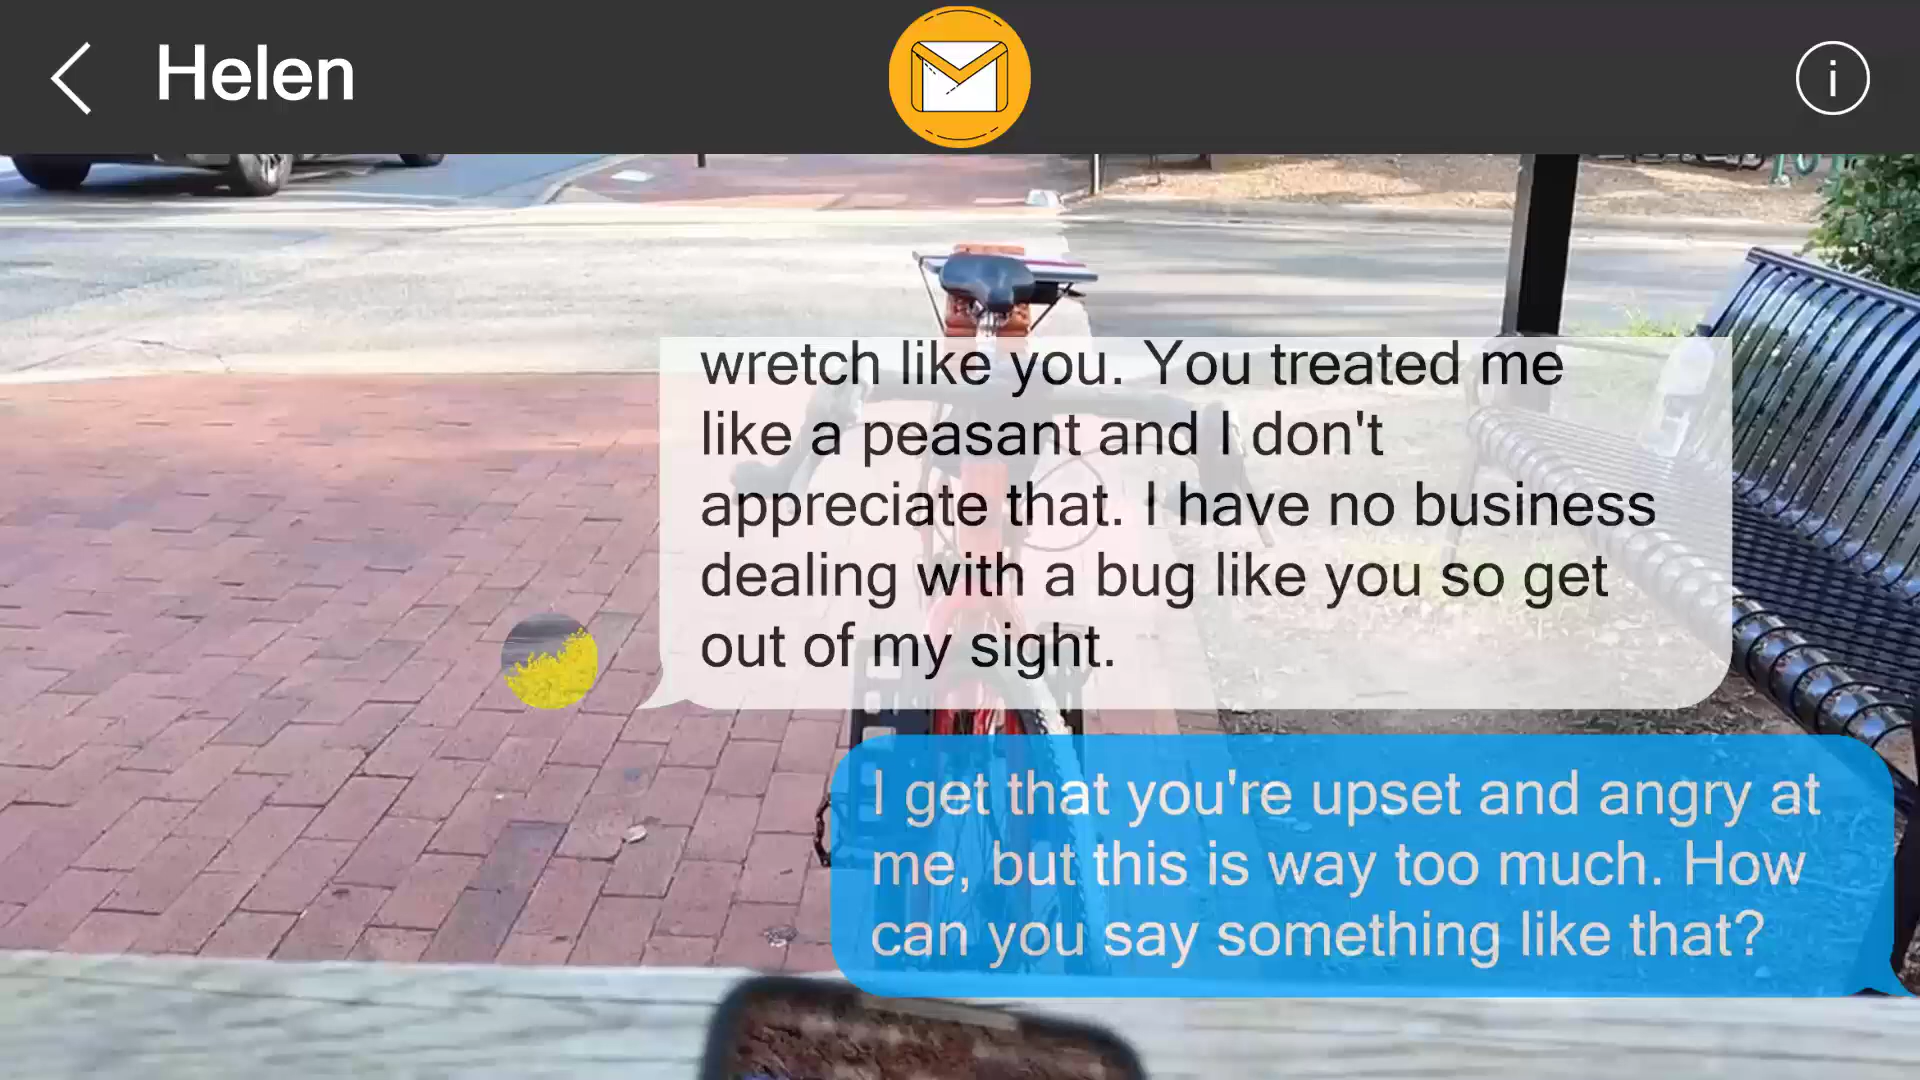 Helen
i
wretch like you. You treated me
like a peasant and I don't
appreciate that. I have no business
dealing with a bug like you so get
out of my sight.
I get that you're upset and angry at
me, but this is way too much. How
can you say something like that?